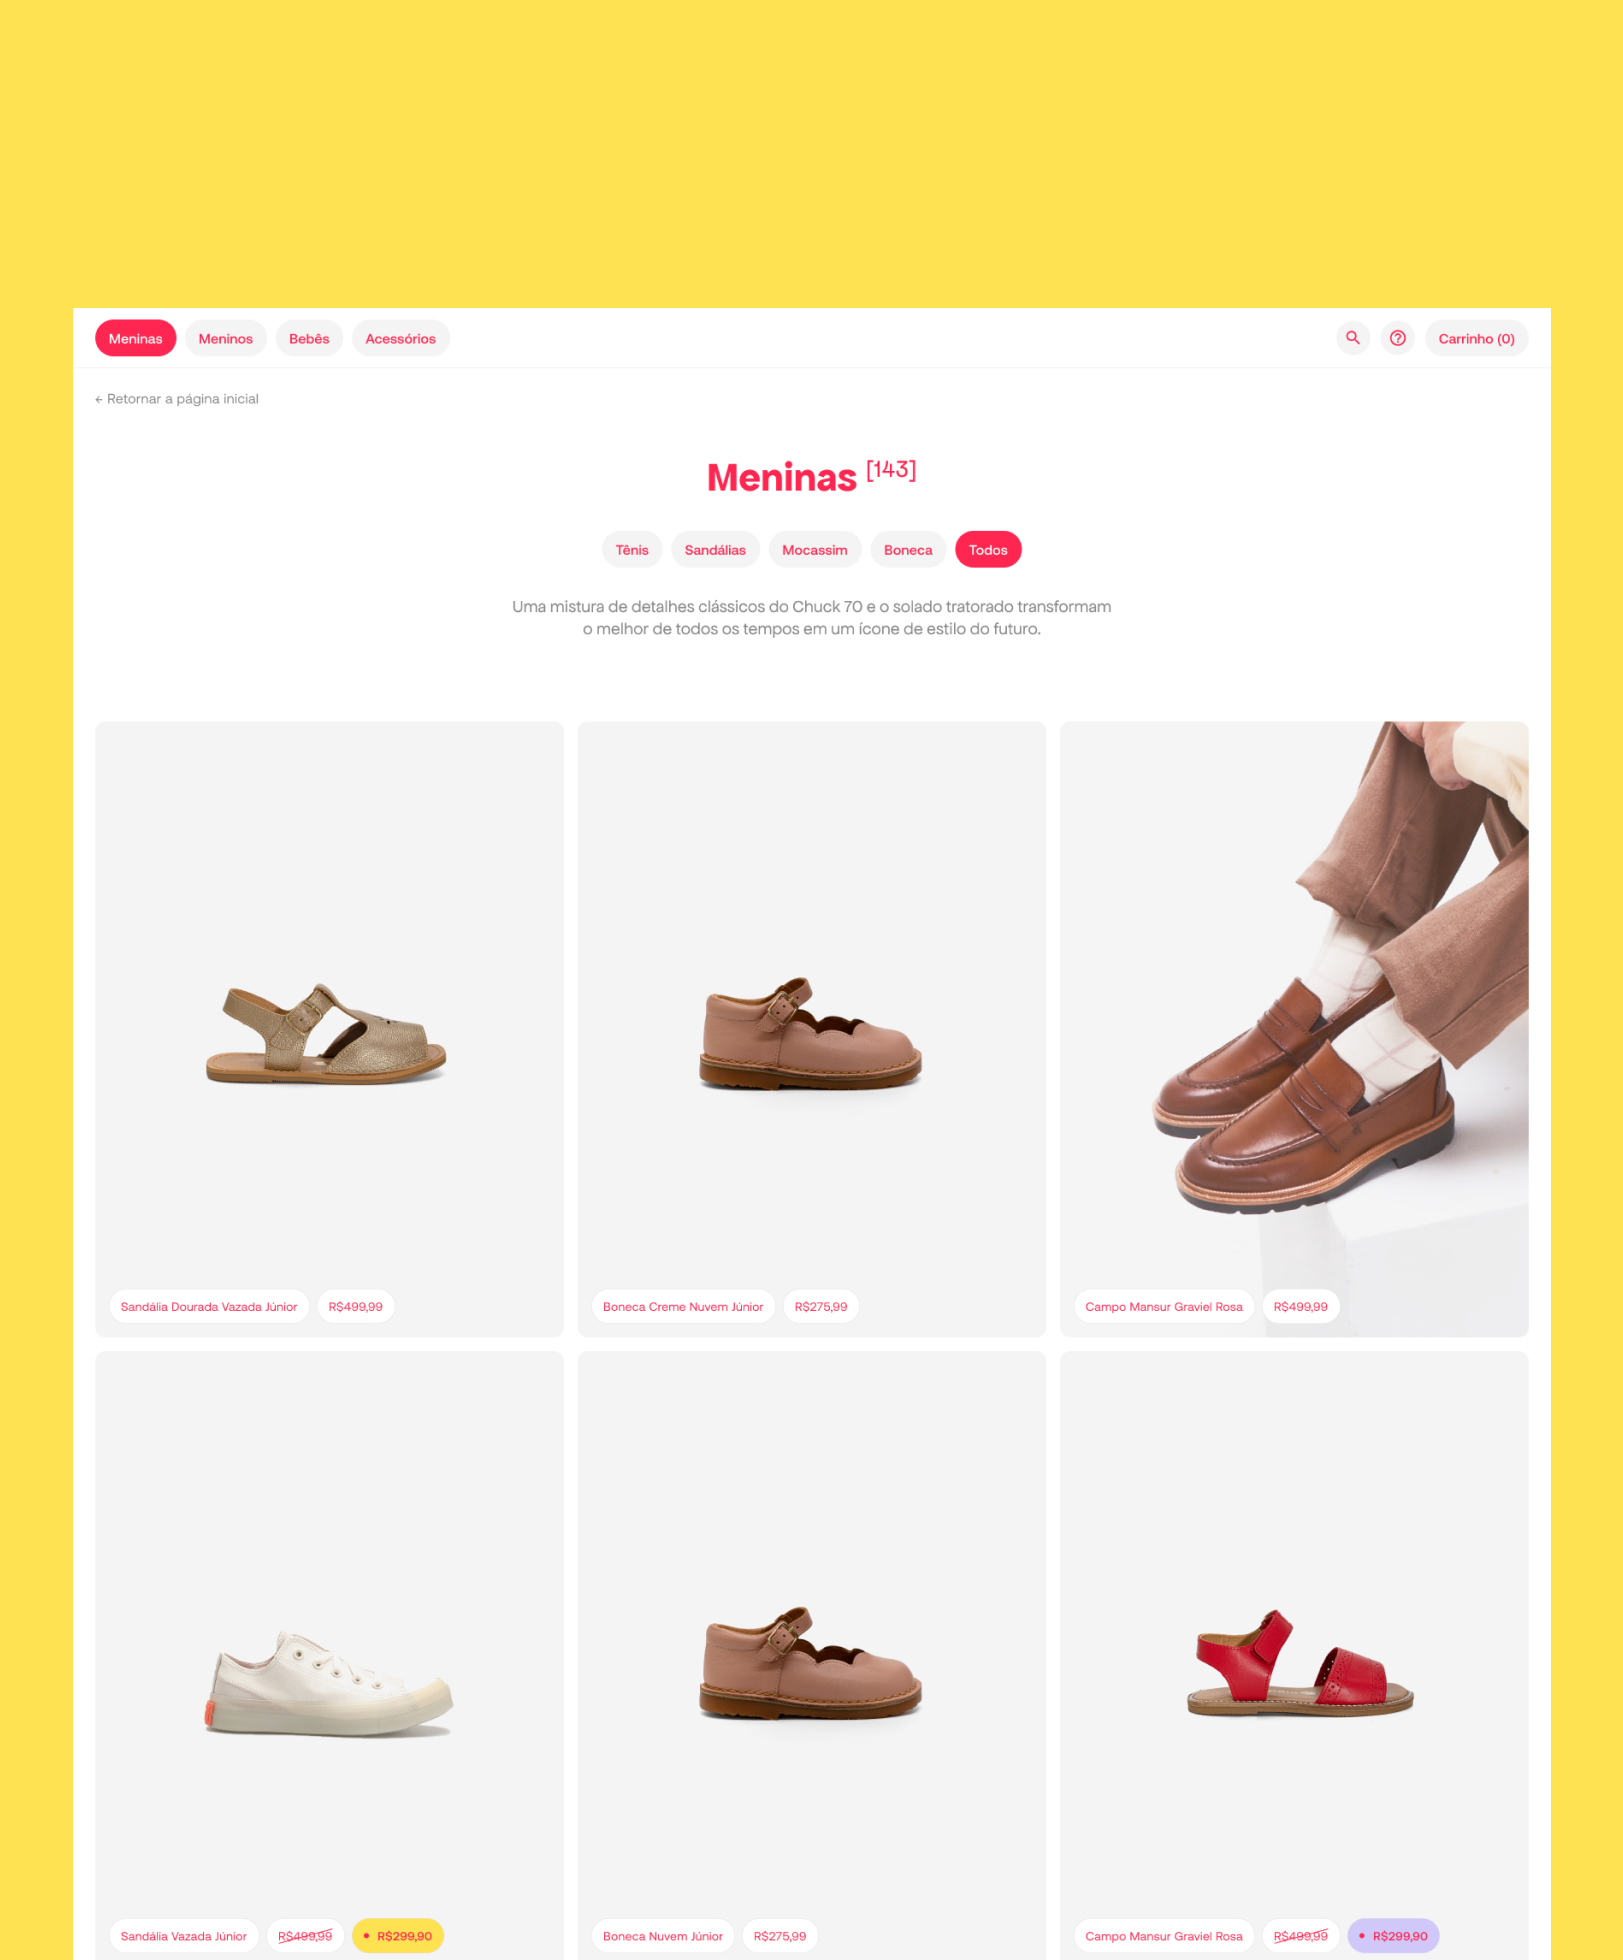 Meninas Meninos Bebês Acessórios Carrinho (0)
← Retornar a página inicial
Meninas [143]
Tênis Sandálias Mocassim Boneca Todos
Uma mistura de detalhes clássicos do Chuck 70 e o solado tratorado transformam
o melhor de todos os tempos em um ícone de estilo do futuro.
Sandália Dourada Vazada Júnior R$499,99
Boneca Creme Nuvem Júnior R$275,99
Campo Mansur Graviel Rosa R$499,99
Sandália Vazada Júnior R$499,99 • R$299,90
Boneca Nuvem Júnior R$275,99
Campo Mansur Graviel Rosa R$499,99 • R$299,90